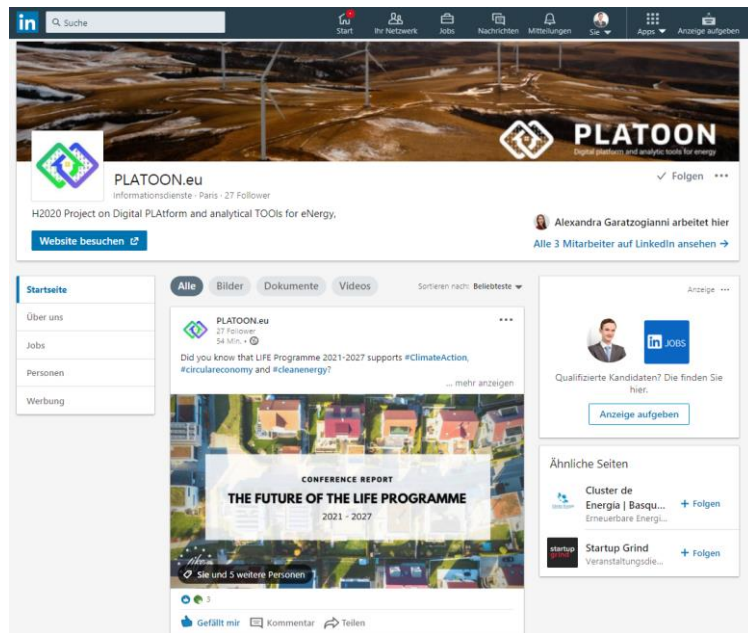 in
Suche
Start
Ihr Netzwerk
Jobs
Nachrichten
Mitteilungen
Sie
Apps
Anzeige aufgeben
PLATOON
Digital platform and analytic tools for energy
PLATOON.eu
Informationsdienste · Paris · 27 Follower
H2020 Project on Digital PLAtform and analytical TOOls for eNergy,
Website besuchen
Folgen
Alexandra Garatzogianni arbeitet hier
Alle 3 Mitarbeiter auf LinkedIn ansehen →
Startseite
Über uns
Jobs
Personen
Werbung
Alle
Bilder
Dokumente
Videos
Sortieren nach: Beliebteste
PLATOON.eu
27 Follower
54 Min. •
Did you know that LIFE Programme 2021-2027 supports #ClimateAction,
#circulareconomy and #cleanenergy?
... mehr anzeigen
CONFERENCE REPORT
THE FUTURE OF THE LIFE PROGRAMME
2021 - 2027
Sie und 5 weitere Personen
3
Gefällt mir
Kommentar
Teilen
Anzeige
in JOBS
Qualifizierte Kandidaten? Die finden Sie
hier.
Anzeige aufgeben
Ähnliche Seiten
Cluster de
Energía | Basqu...
Erneuerbare Energi...
+ Folgen
startup
grind
Startup Grind
Veranstaltungsdie...
+ Folgen